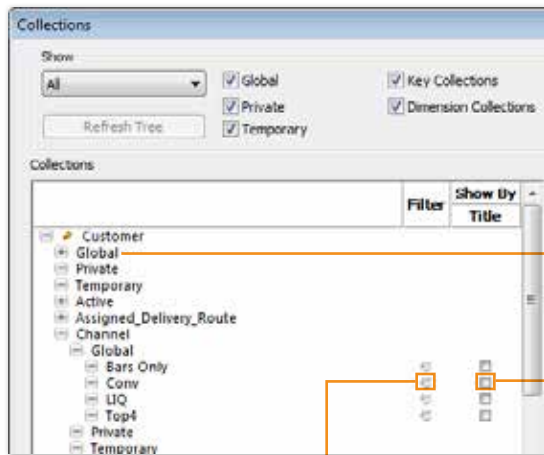 Collections
Show
All
Global
Key Collections
Private
Dimension Collections
Refresh Tree
Temporary
Collections
Filter
Show By
Title
Customer
Global
Private
Temporary
Active
Assigned_Delivery_Route
Channel
Global
Bars Only
Conv
LIQ
Top4
Private
Temporary